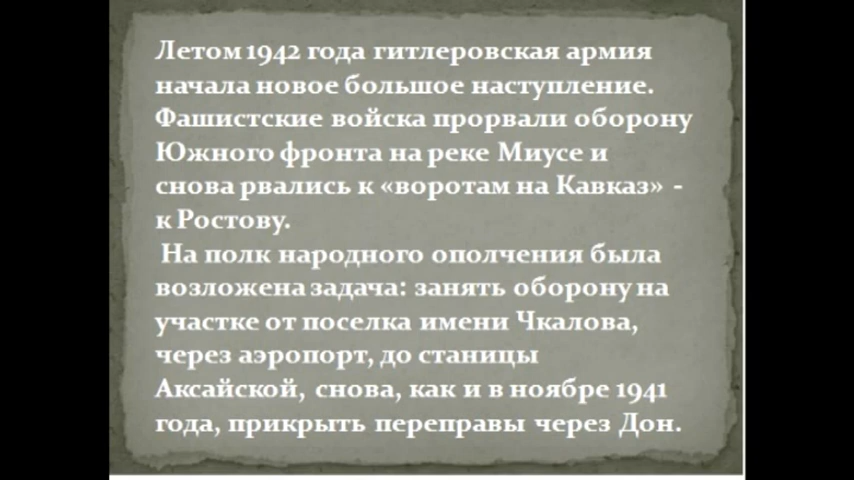 Летом 1942 года гитлеровская армия
начала новое большое наступление.
Фашистские войска прорвали оборону
Южного фронта на реке Миусе и
снова рвались к «воротам на Кавказ» -
к Ростову.
На полк народного ополчения была
возложена задача: занять оборону на
участке от поселка имени Чкалова,
через аэропорт, до станицы
Аксайской, снова, как и в ноябре 1941
года, прикрыть переправы через Дон.